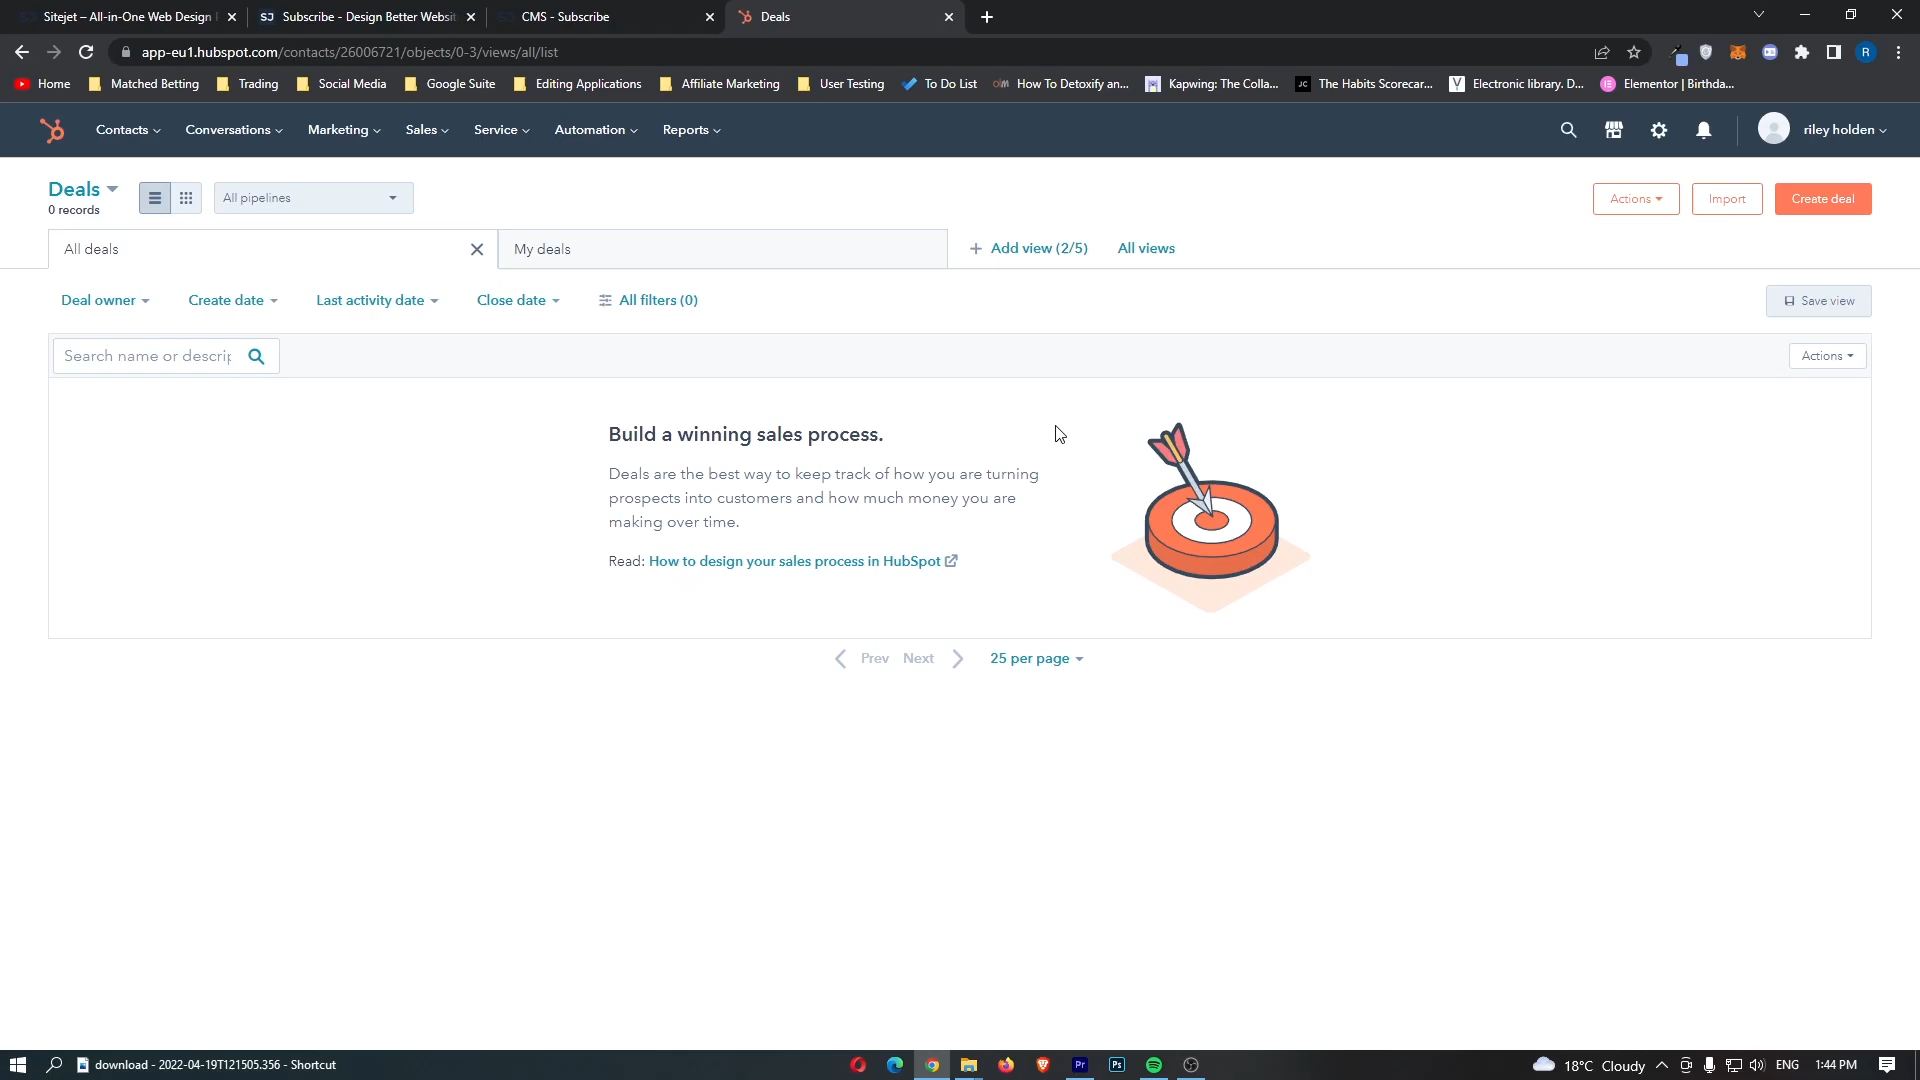 Sitejet – All-in-One Web Design
SJ Subscribe - Design Better Websit
CMS - Subscribe
Deals
app-eu1.hubspot.com/contacts/26006721/objects/0-3/views/all/list
R
Home
Matched Betting
Trading
Social Media
Google Suite
Editing Applications
Affiliate Marketing
User Testing
To Do List
How To Detoxify an...
Kapwing: The Colla...
JC The Habits Scorecar...
Electronic library. D...
Elementor | Birthda...
Contacts
Conversations
Marketing
Sales
Service
Automation
Reports
riley holden
Deals
0 records
All pipelines
Actions
Import
Create deal
All deals
My deals
+ Add view (2/5)
All views
Deal owner
Create date
Last activity date
Close date
All filters (0)
Save view
Search name or descrip
Actions
Build a winning sales process.
Deals are the best way to keep track of how you are turning
prospects into customers and how much money you are
making over time.
Read: How to design your sales process in HubSpot
Prev
Next
25 per page
download - 2022-04-19T121505.356 - Shortcut
Pr
Ps
18°C Cloudy
ENG
1:44 PM